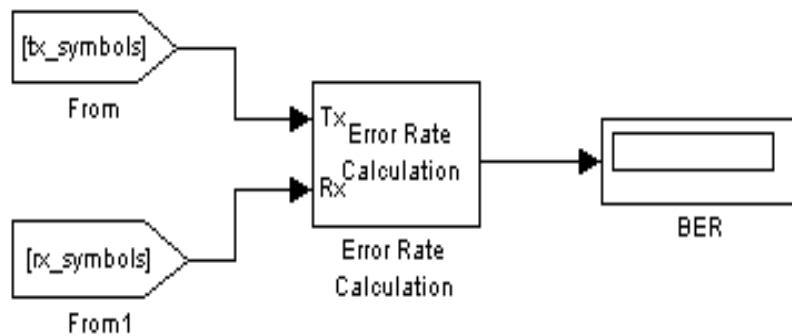 [tx_symbols]
From
Tx
Error Rate
Calculation
Rx
Error Rate
Calculation
BER
[rx_symbols]
From1